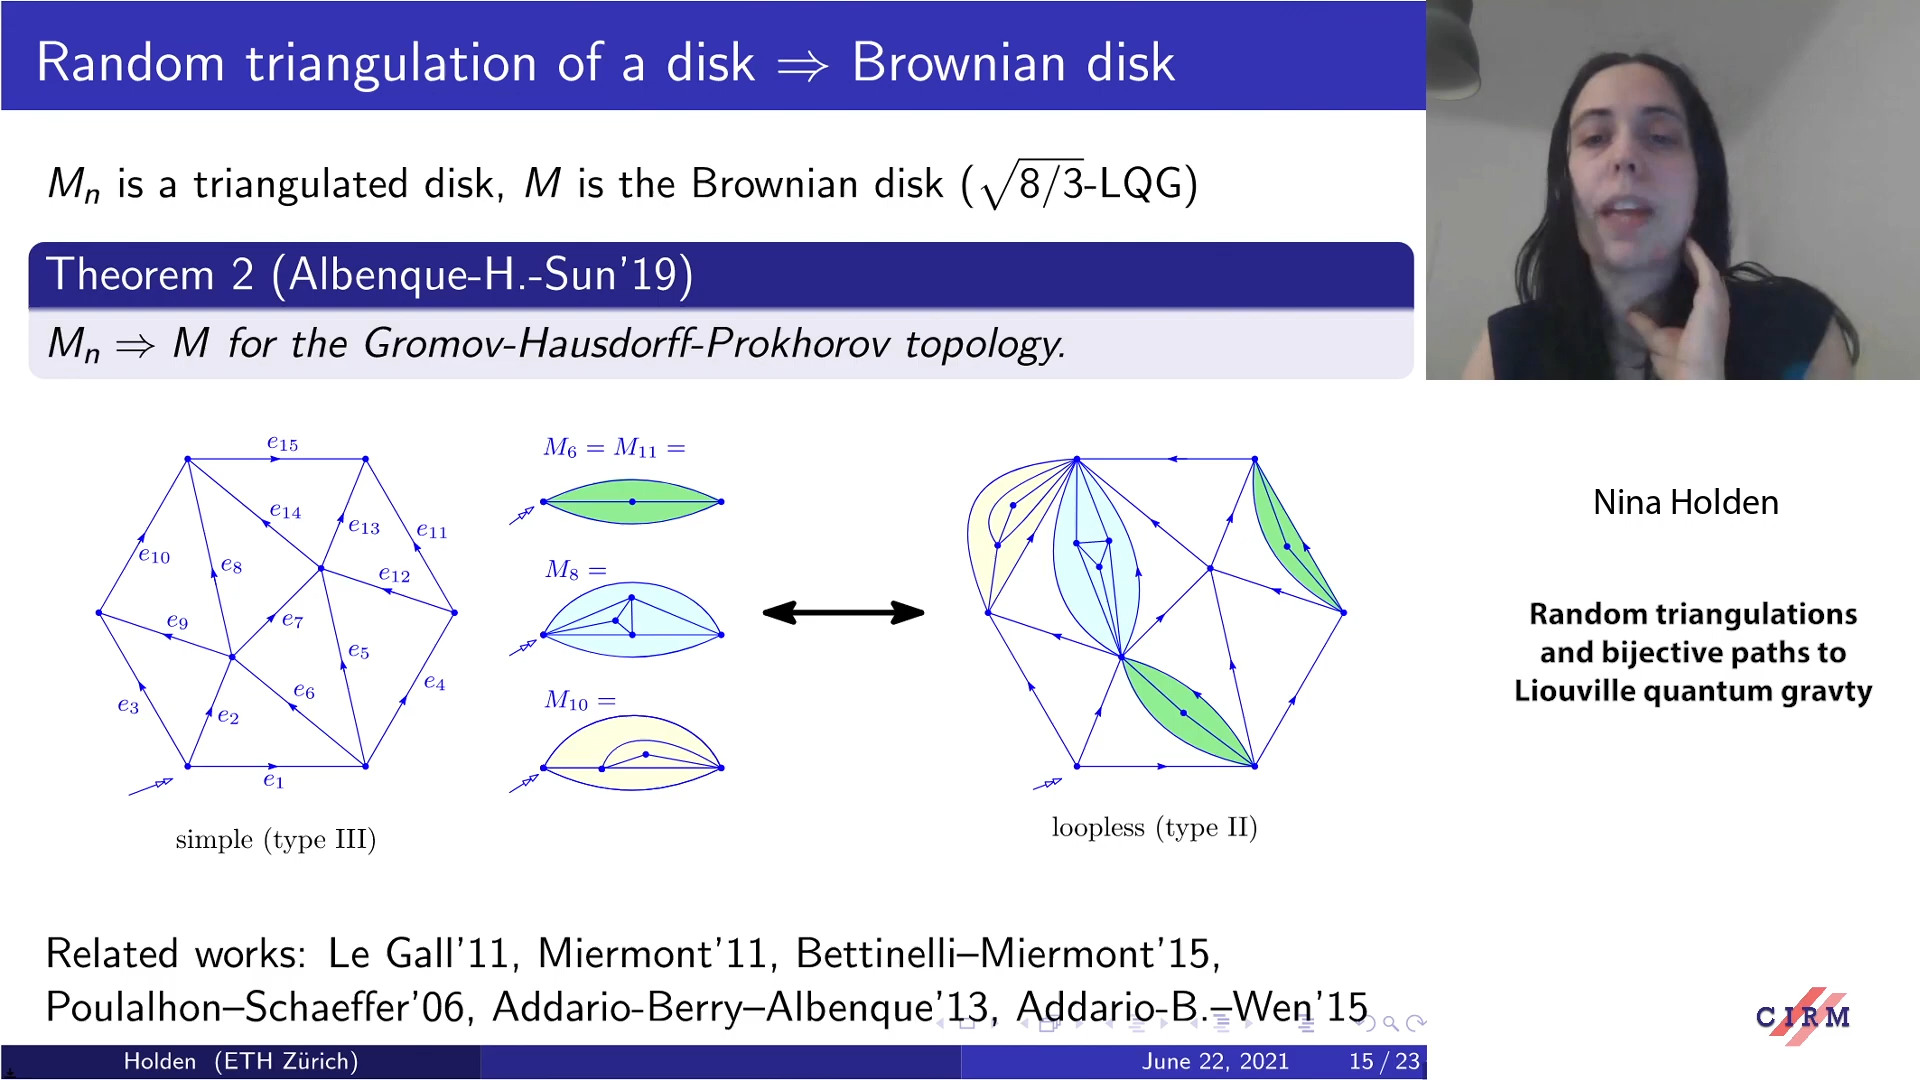 Random triangulation of a disk ⇒ Brownian disk
Mn is a triangulated disk, M is the Brownian disk (√8/3-LQG)
Theorem 2 (Albenque-H.-Sun'19)
Mn ⇒ M for the Gromov-Hausdorff-Prokhorov topology.
e15
e14
e13
e11
e10
e8
e12
e9
e7
e5
e6
e4
e3
e2
e1
simple (type III)
M6 = M11 =
M8 =
M10 =
loopless (type II)
Related works: Le Gall'11, Miermont'11, Bettinelli–Miermont'15,
Poulalhon–Schaeffer'06, Addario-Berry–Albenque'13, Addario-B.–Wen'15
Holden (ETH Zürich)
June 22, 2021
15 / 23
Nina Holden
Random triangulations
and bijective paths to
Liouville quantum gravty
CIRM